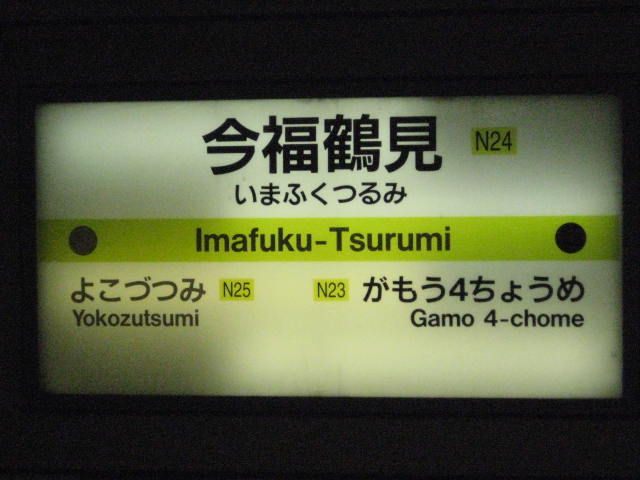 今福鶴見 N24
いまふくつるみ
Imafuku-Tsurumi
よこづつみ N25 N23 がもう4ちょうめ
Yokozutsumi Gamo 4-chome